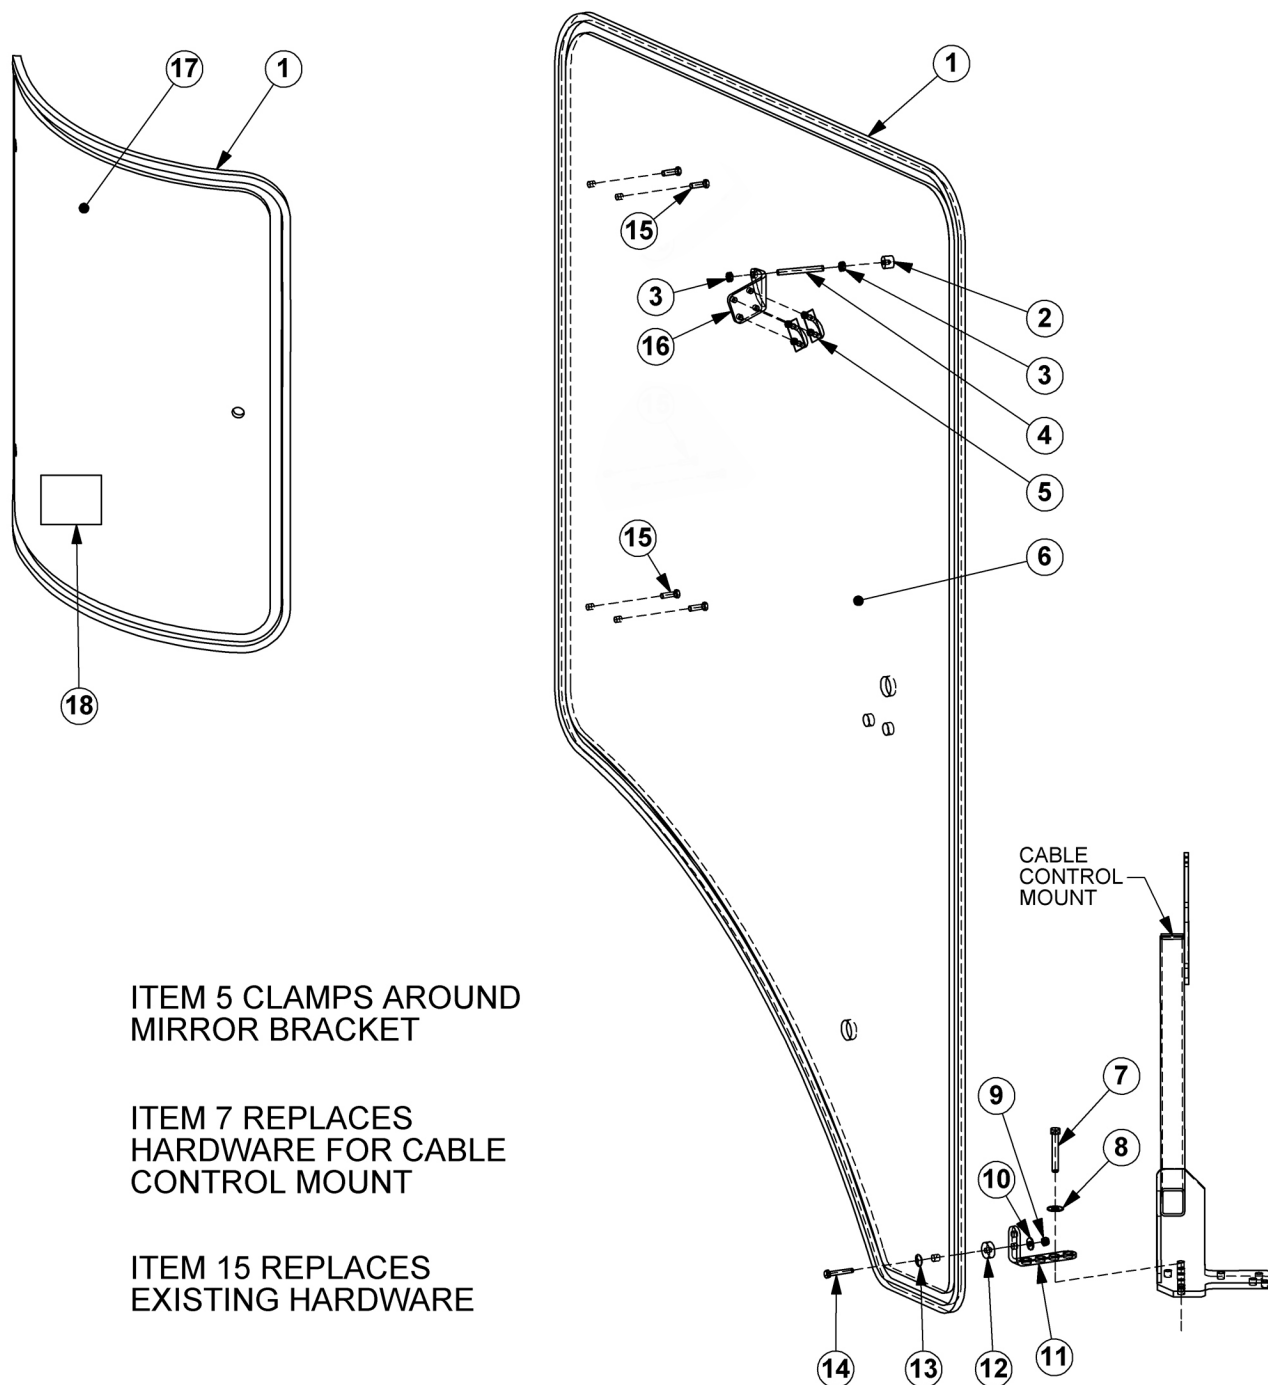 17
1
1
15
3
2
16
3
4
5
15
6
18
CABLE
CONTROL
MOUNT
ITEM 5 CLAMPS AROUND
MIRROR BRACKET
9
7
ITEM 7 REPLACES
HARDWARE FOR CABLE
CONTROL MOUNT
8
10
ITEM 15 REPLACES
EXISTING HARDWARE
14
13
12
11